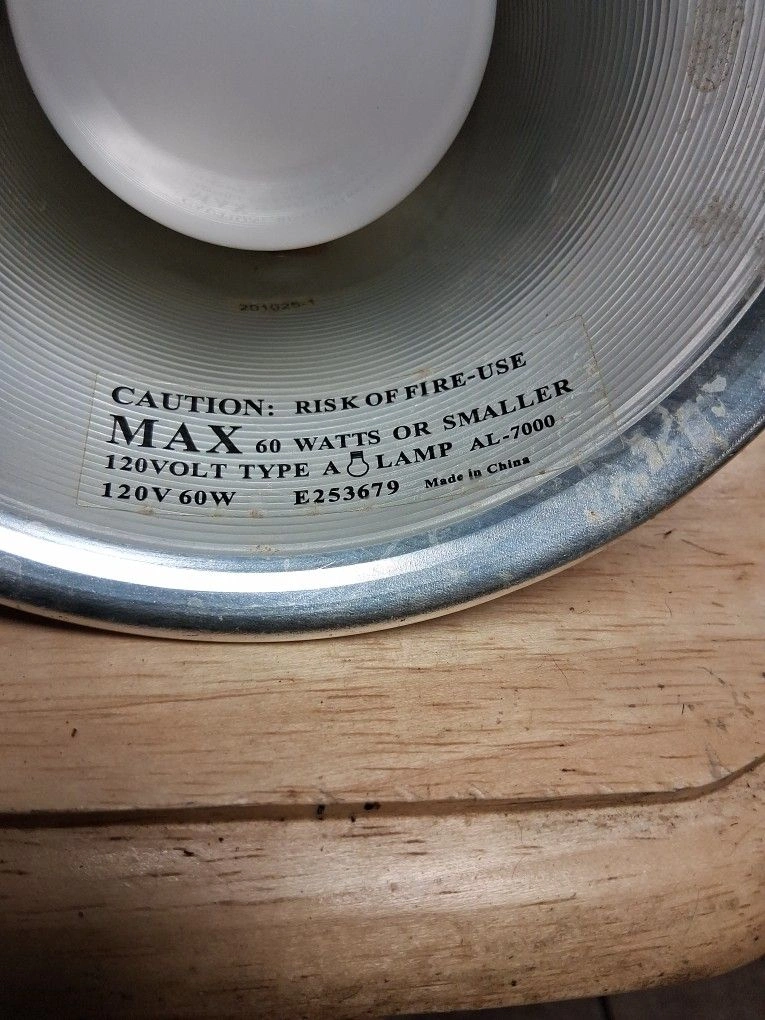 201025-1
CAUTION: RISK OF FIRE-USE
MAX 60 WATTS OR SMALLER
120VOLT TYPE A LAMP AL-7000
120V 60W E253679 Made in China